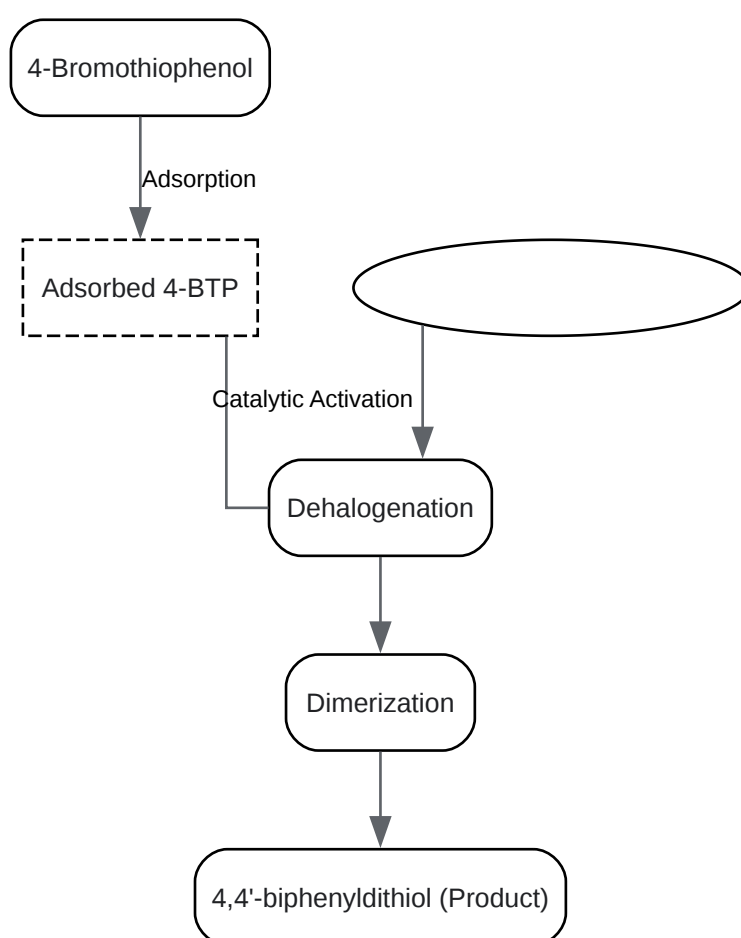 4-Bromothiophenol
Adsorption
Adsorbed 4-BTP
Catalytic Activation
Dehalogenation
Dimerization
4,4'-biphenyldithiol (Product)